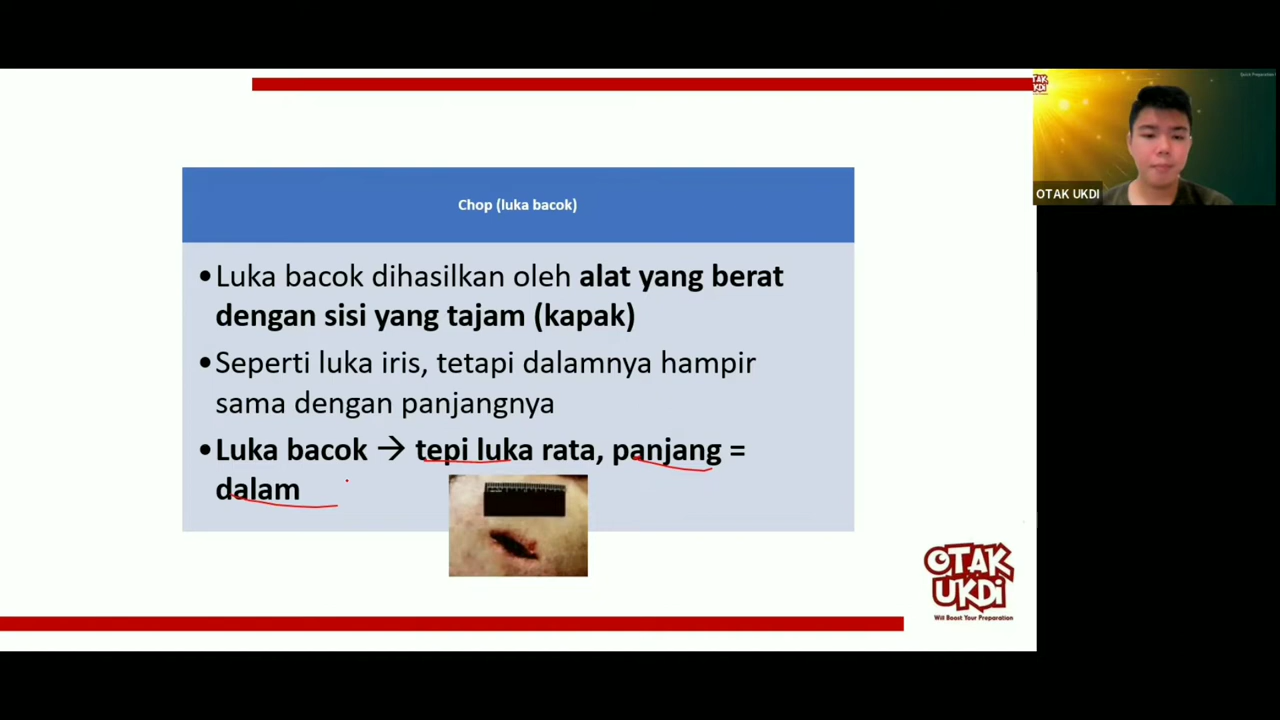 Chop (luka bacok)
•Luka bacok dihasilkan oleh alat yang berat
dengan sisi yang tajam (kapak)
•Seperti luka iris, tetapi dalamnya hampir
sama dengan panjangnya
•Luka bacok → tepi luka rata, panjang =
dalam
OTAK
UKDI
OTAK UKDI
OTAK
UKDI
Will Boost Your Preparation